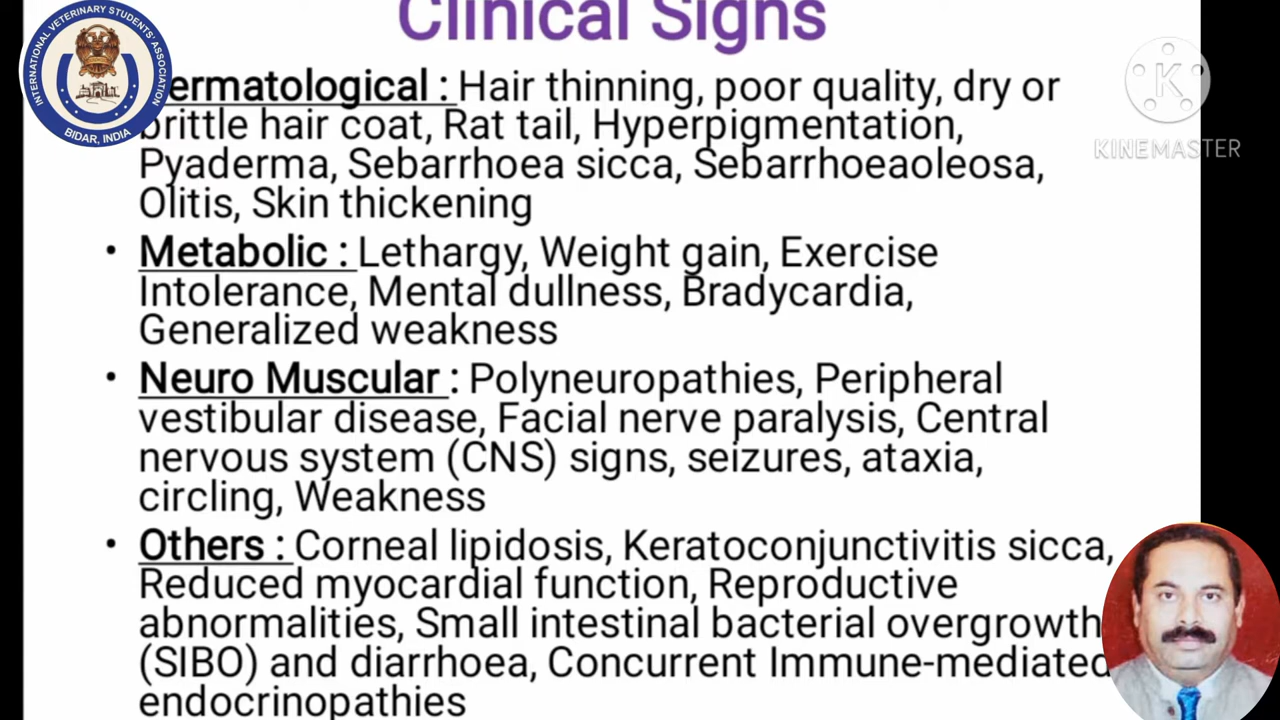 Clinical Signs
ermatological : Hair thinning, poor quality, dry or
brittle hair coat, Rat tail, Hyperpigmentation,
Pyaderma, Sebarrhoea sicca, Sebarrhoeaoleosa,
Olitis, Skin thickening
• Metabolic : Lethargy, Weight gain, Exercise
Intolerance, Mental dullness, Bradycardia,
Generalized weakness
• Neuro Muscular : Polyneuropathies, Peripheral
vestibular disease, Facial nerve paralysis, Central
nervous system (CNS) signs, seizures, ataxia,
circling, Weakness
• Others : Corneal lipidosis, Keratoconjunctivitis sicca,
Reduced myocardial function, Reproductive
abnormalities, Small intestinal bacterial overgrowth
(SIBO) and diarrhoea, Concurrent Immune-mediated
endocrinopathies
INTERNATIONAL VETERINARY STUDENTS' ASSOCIATION
BIDAR, INDIA
K
KINEMASTER